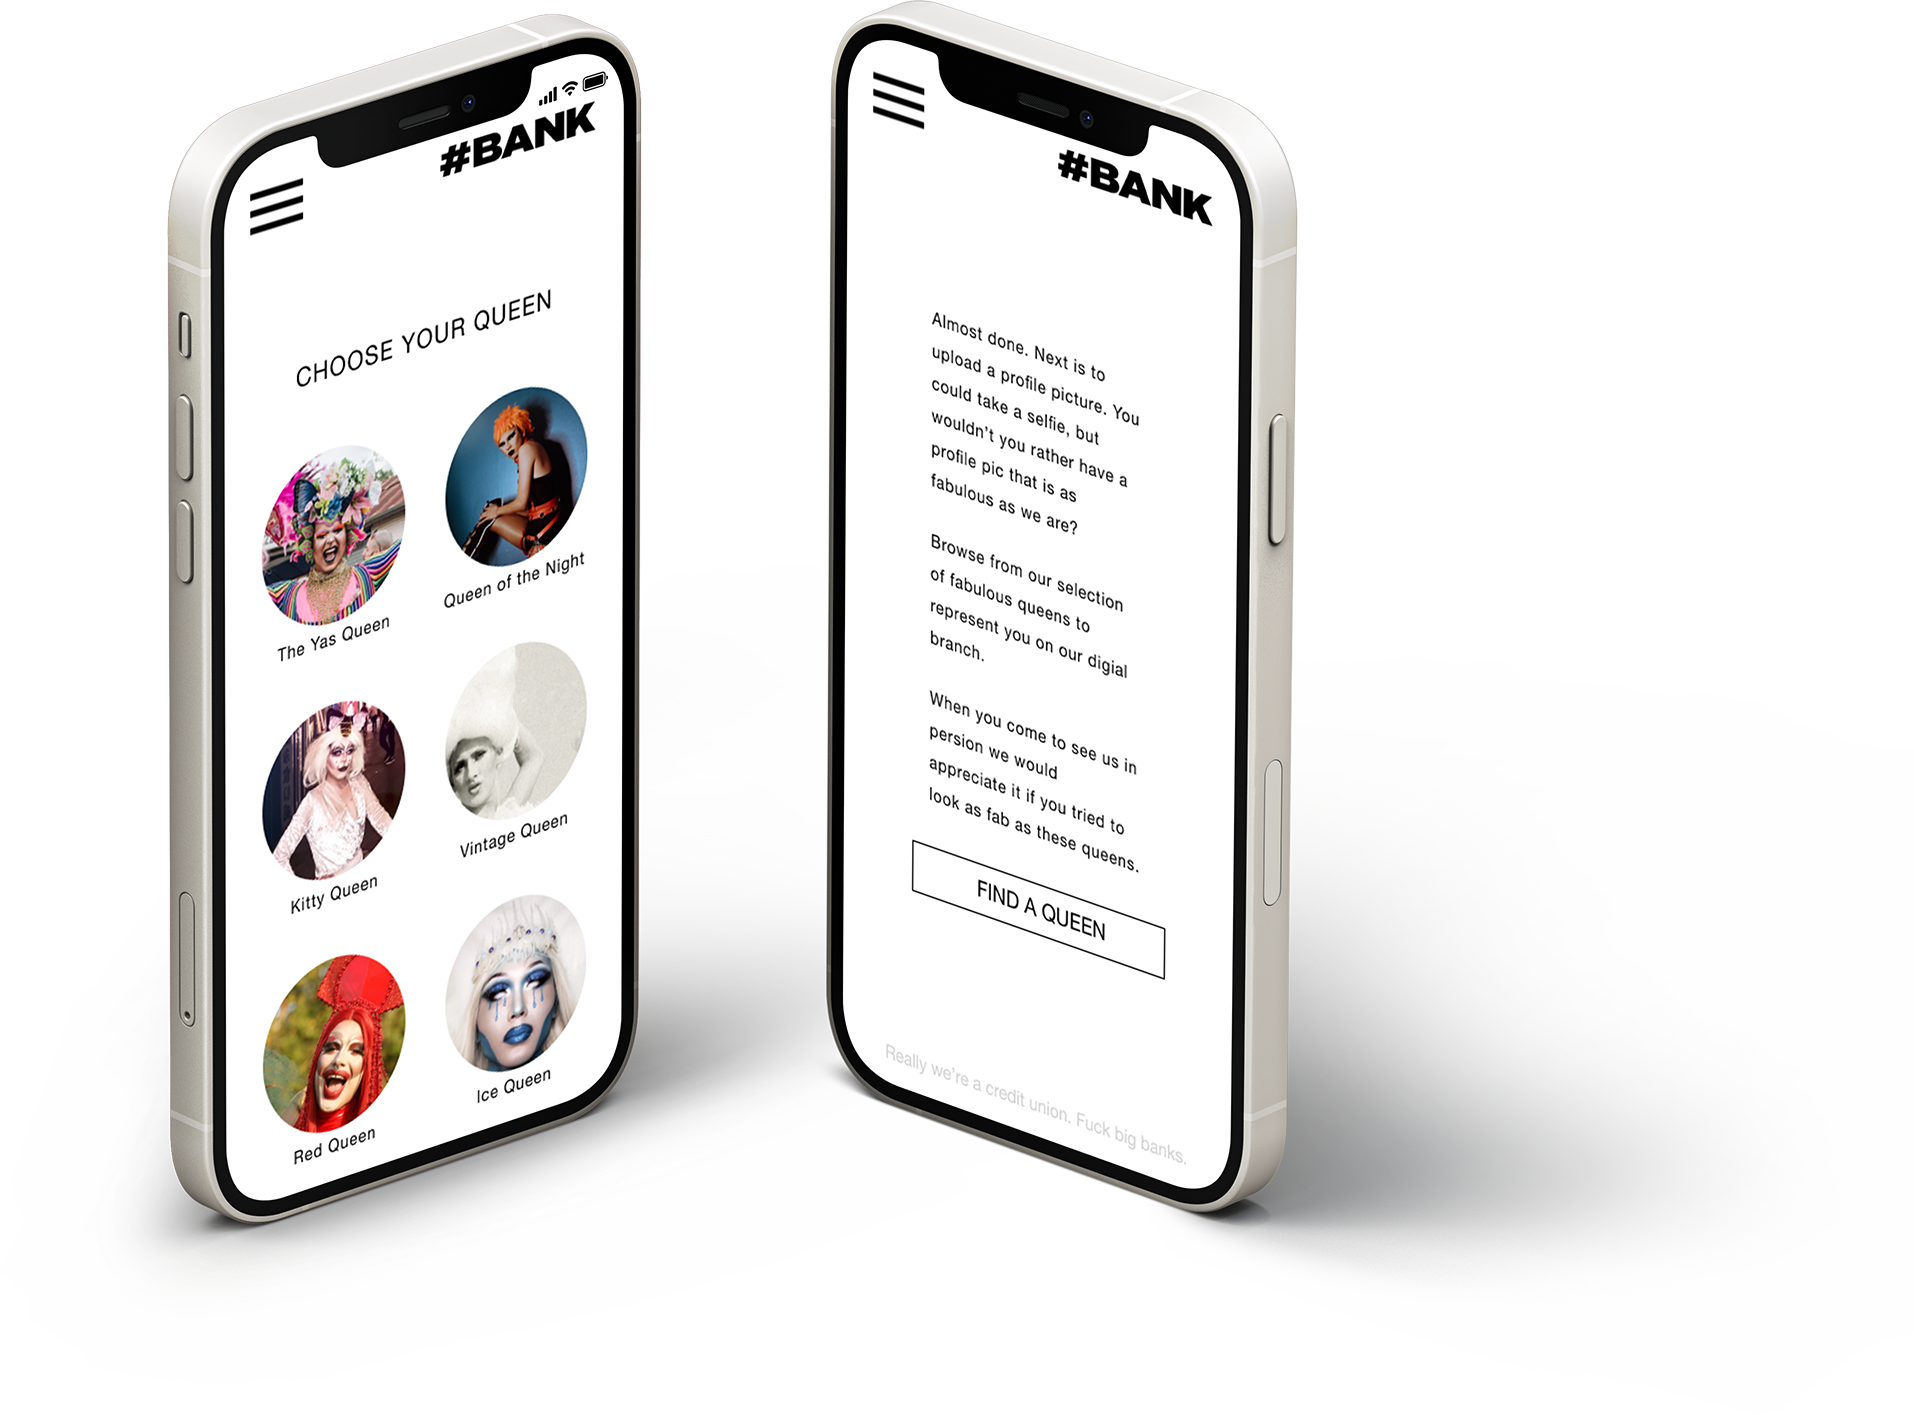 #BANK
CHOOSE YOUR QUEEN
The Yas Queen
Queen of the Night
Kitty Queen
Vintage Queen
Red Queen
Ice Queen
#BANK
Almost done. Next is to
upload a profile picture. You
could take a selfie, but
wouldn't you rather have a
profile pic that is as
fabulous as we are?
Browse from our selection
of fabulous queens to
represent you on our digial
branch.
When you come to see us in
persion we would
appreciate it if you tried to
look as fab as these queens.
FIND A QUEEN
Really we're a credit union. Fuck big banks.